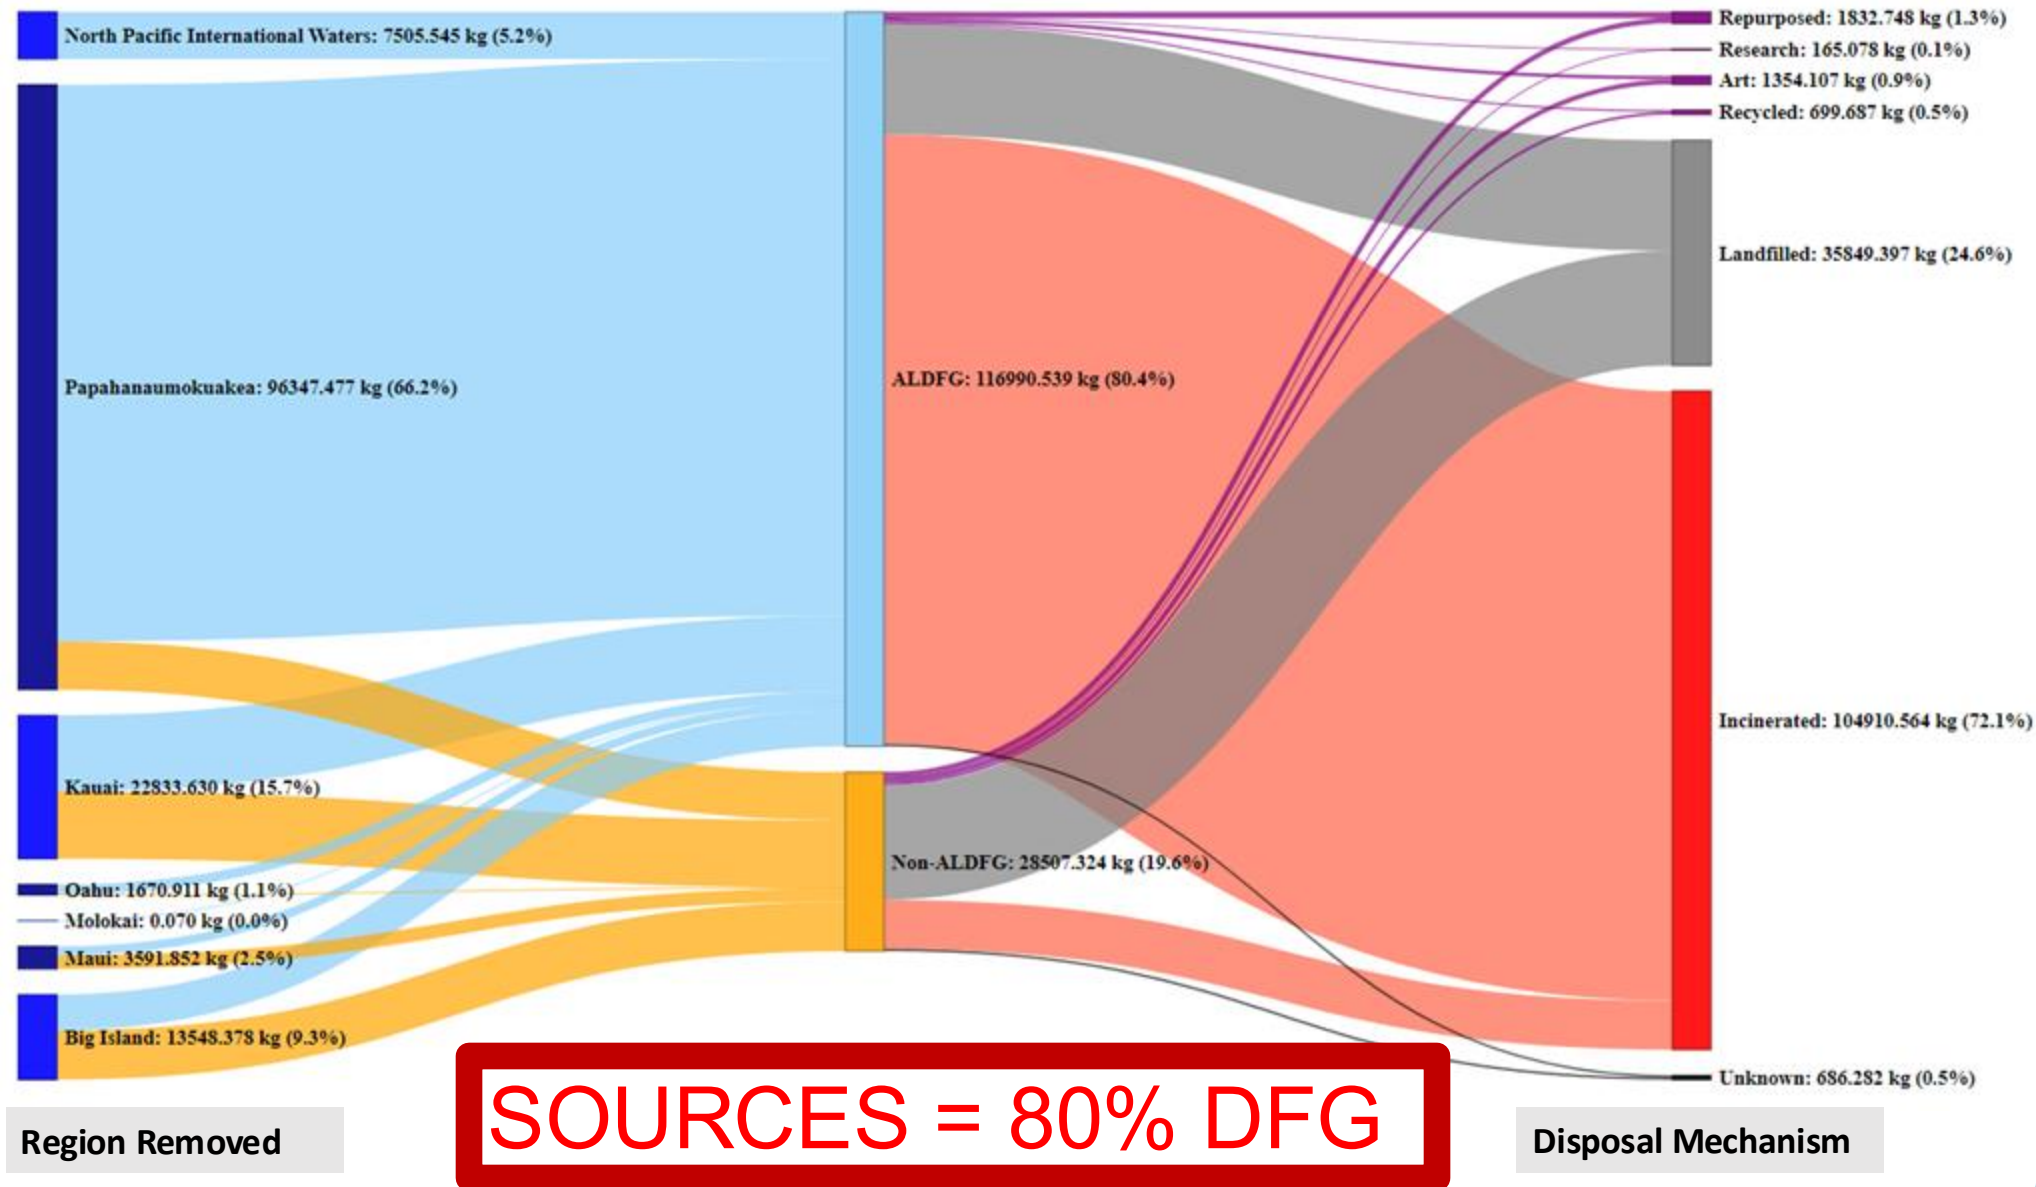 North Pacific International Waters: 7505.545 kg (5.2%)
Papahanaumokuakea: 96347.477 kg (66.2%)
Kauai: 22833.630 kg (15.7%)
Oahu: 1670.911 kg (1.1%)
Molokai: 0.070 kg (0.0%)
Maui: 3591.852 kg (2.5%)
Big Island: 13548.378 kg (9.3%)
Region Removed
ALDFG: 116990.539 kg (80.4%)
Non-ALDFG: 28507.324 kg (19.6%)
SOURCES = 80% DFG
Repurposed: 1832.748 kg (1.3%)
Research: 165.078 kg (0.1%)
Art: 1354.107 kg (0.9%)
Recycled: 699.687 kg (0.5%)
Landfilled: 35849.397 kg (24.6%)
Incinerated: 104910.564 kg (72.1%)
Unknown: 686.282 kg (0.5%)
Disposal Mechanism